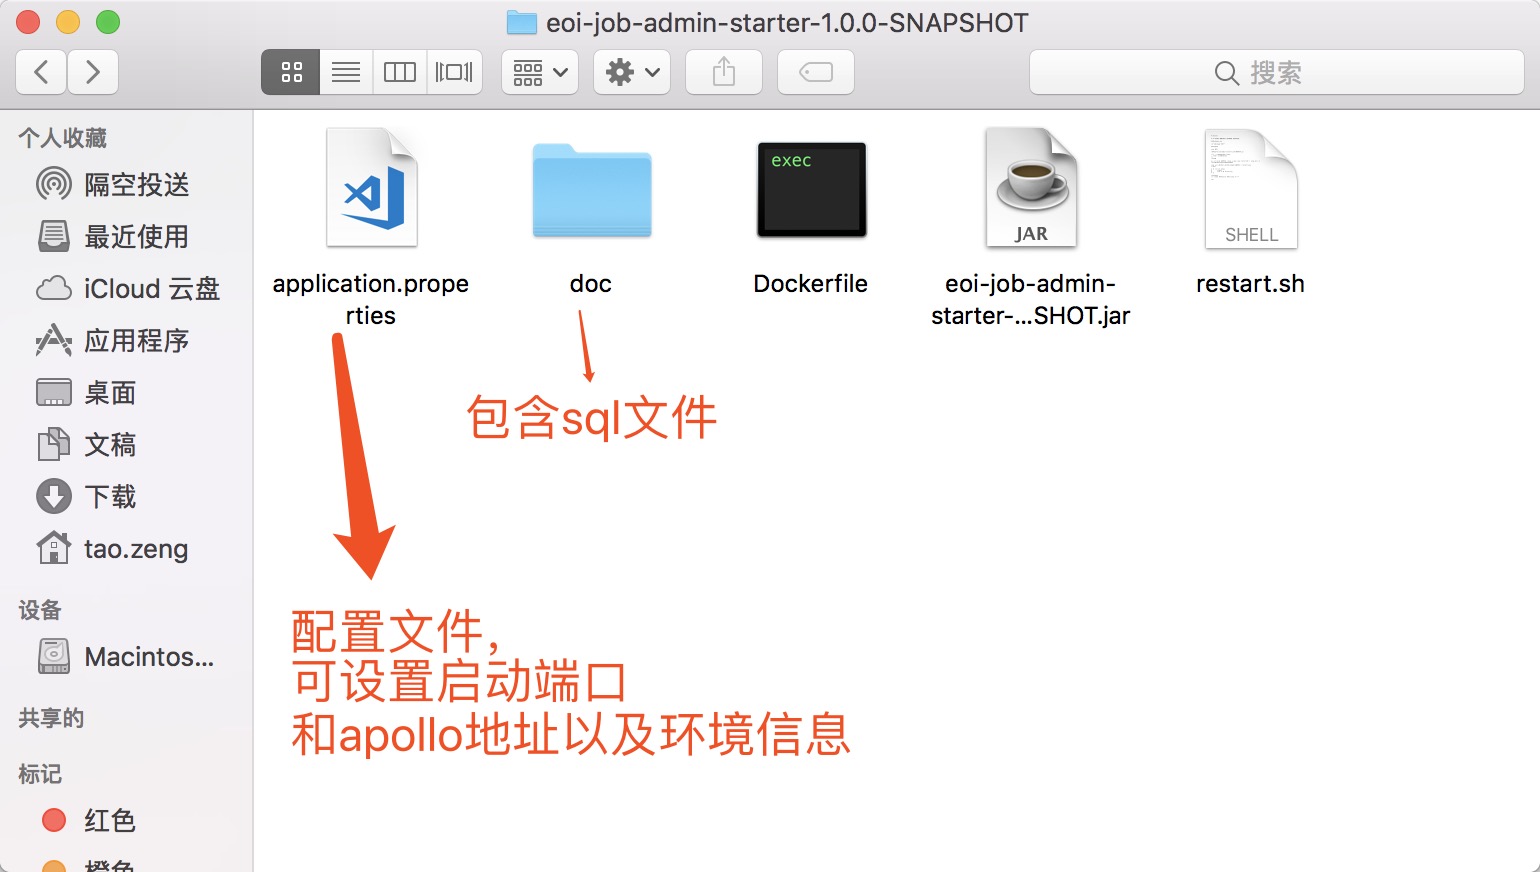 eoi-job-admin-starter-1.0.0-SNAPSHOT
搜索
个人收藏
隔空投送
最近使用
iCloud 云盘
应用程序
桌面
文稿
下载
tao.zeng
设备
Macintos...
共享的
标记
红色
橙色
exec
JAR
SHELL
application.prope
rties
doc
Dockerfile
eoi-job-admin-
starter-...SHOT.jar
restart.sh
包含sql文件
配置文件，
可设置启动端口
和apollo地址以及环境信息